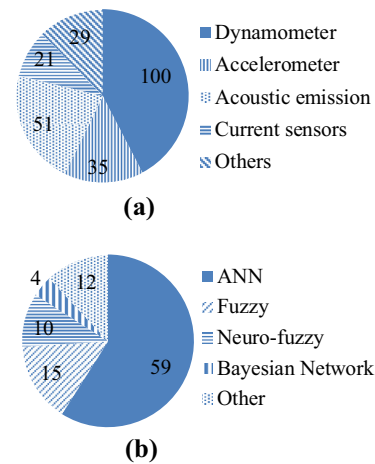 29
21
100
51
35
Dynamometer
Accelerometer
Acoustic emission
Current sensors
Others
(a)
4
12
10
59
15
ANN
Fuzzy
Neuro-fuzzy
Bayesian Network
Other
(b)